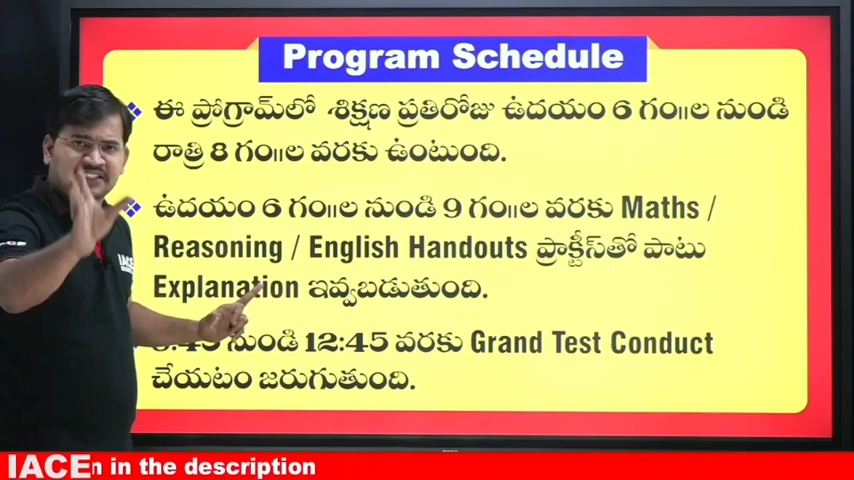 Program Schedule
ఈ ప్రోగ్రామ్‌లో శిక్షణ ప్రతిరోజు ఉదయం 6 గం॥ల నుండి
రాత్రి 8 గం॥ల వరకు ఉంటుంది.
ఉదయం 6 గం॥ల నుండి 9 గం॥ల వరకు Maths /
Reasoning / English Handouts ప్రాక్టీస్‌తో పాటు
Explanation ఇవ్వబడుతుంది.
నుండి 12:45 వరకు Grand Test Conduct
చేయటం జరుగుతుంది.
IACE
IACE
in the description